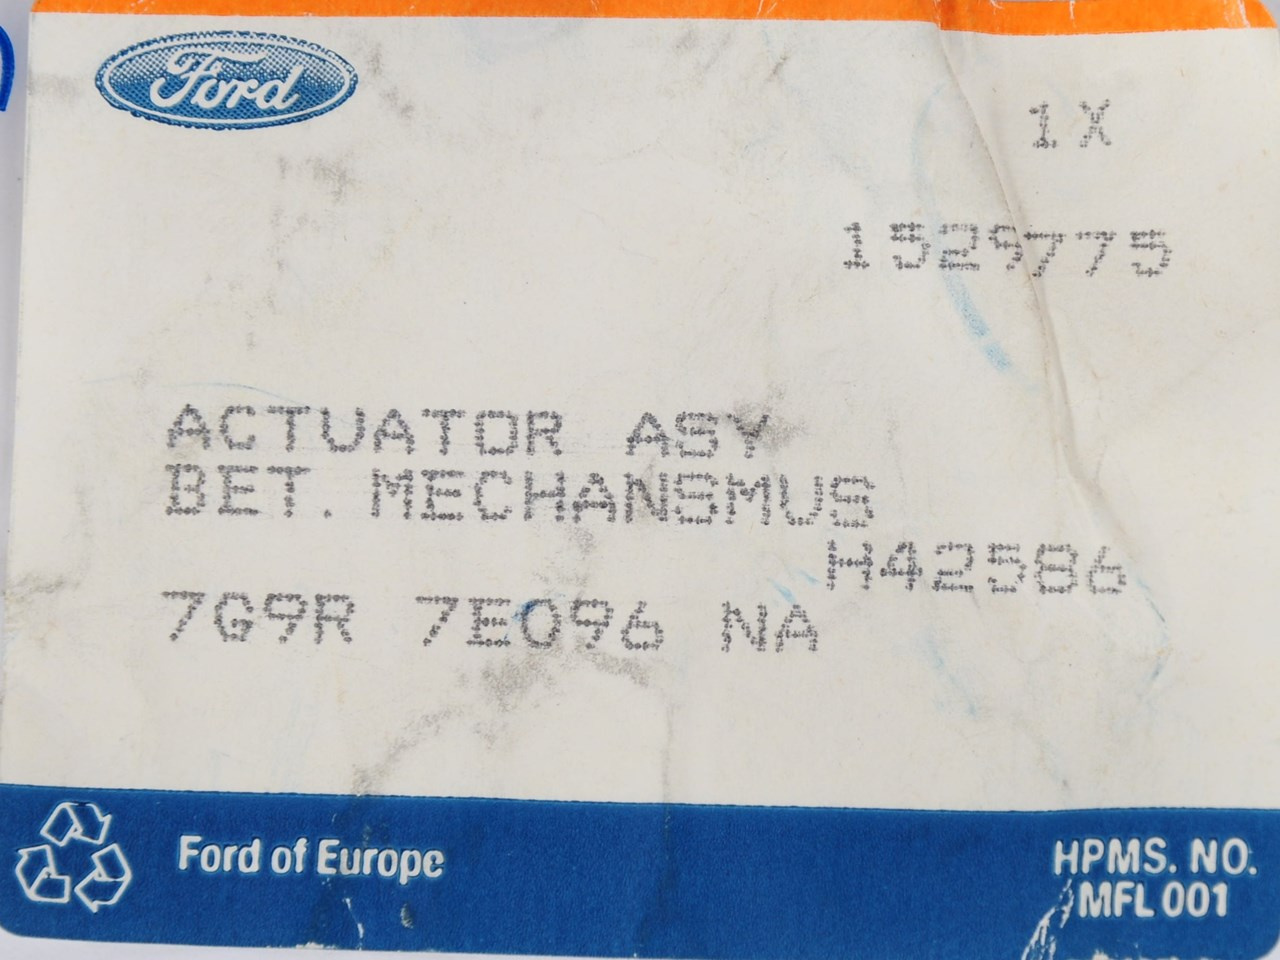 Ford
1X
1529775
ACTUATOR ASY
BET. MECHANSMUS
H42586
7G9R 7E096 NA
Ford of Europe
HPMS. NO.
MFL 001